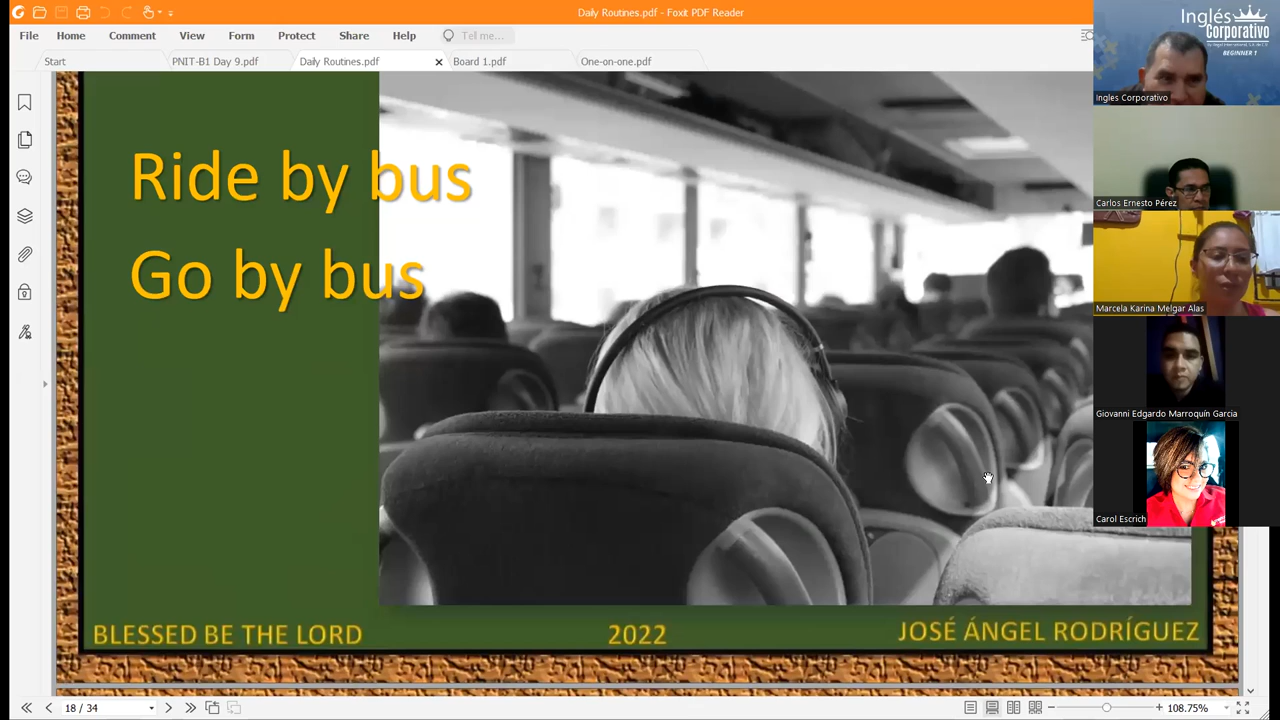 Daily Routines.pdf - Foxit PDF Reader
File Home Comment View Form Protect Share Help Tell me...
Start PNIT-B1 Day 9.pdf Daily Routines.pdf Board 1.pdf One-on-one.pdf
Ride by bus
Go by bus
BLESSED BE THE LORD 2022 JOSÉ ÁNGEL RODRÍGUEZ
18 / 34
108.75%
Inglés
Corporativo
BEGINNER 1
Ingles Corporativo
Carlos Ernesto Pérez
Marcela Karina Melgar Alas
Giovanni Edgardo Marroquín Garcia
Carol Escrich